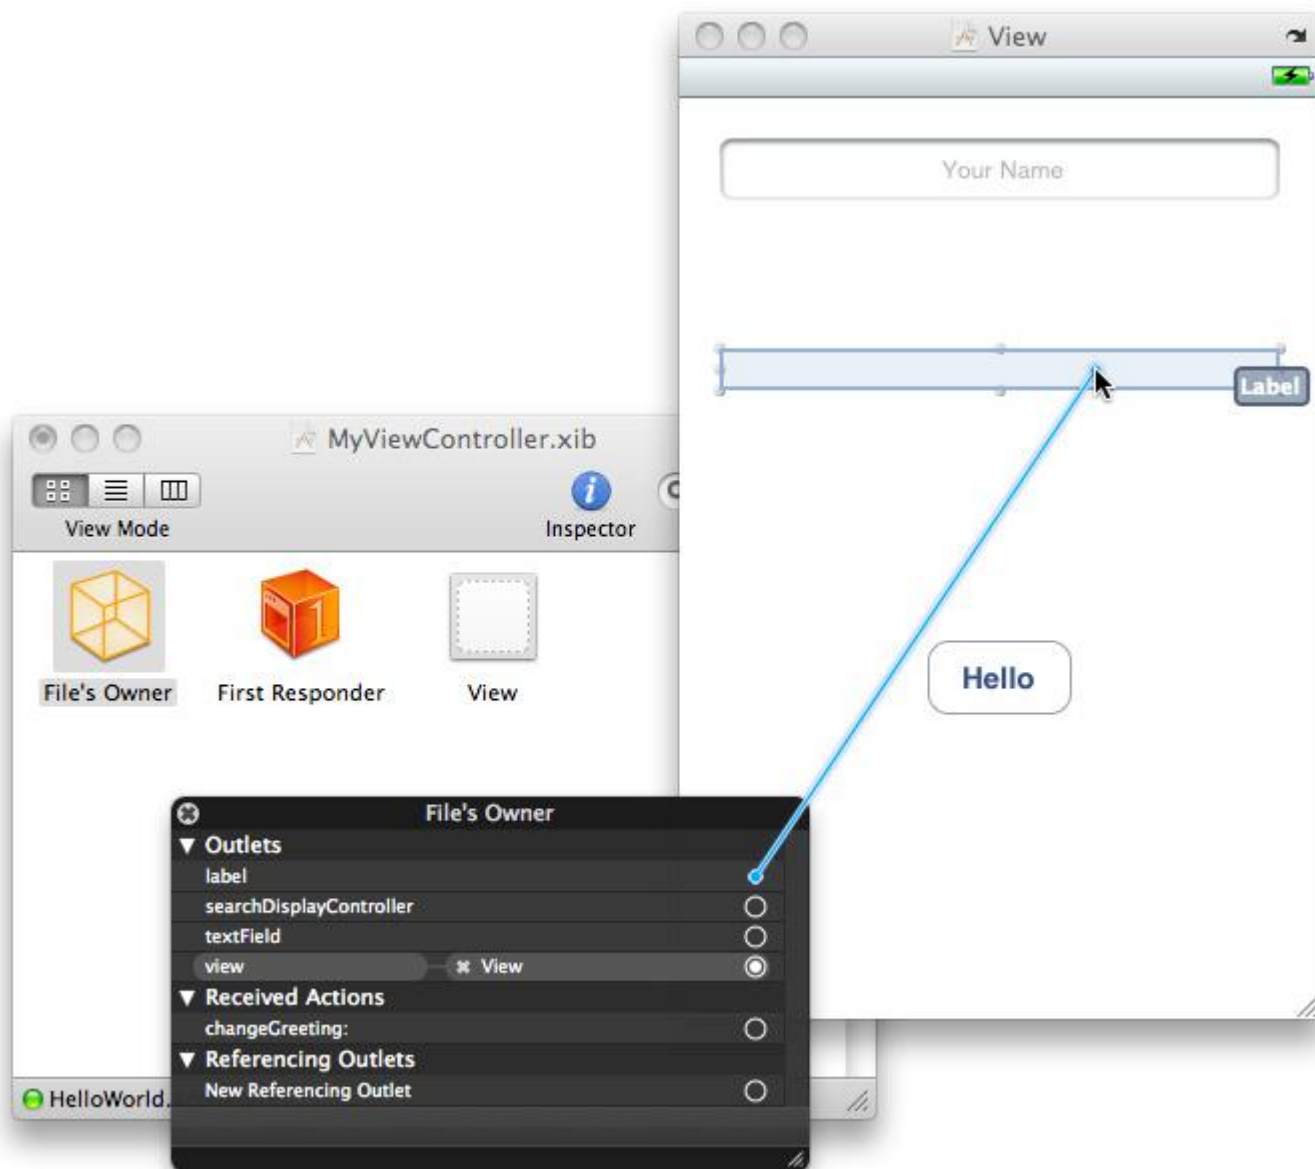 View
Your Name
Label
MyViewController.xib
View Mode
Inspector
1
File's Owner
First Responder
View
Hello
File's Owner
Outlets
label
searchDisplayController
textField
view
View
Received Actions
changeGreeting:
Referencing Outlets
New Referencing Outlet
HelloWorld.